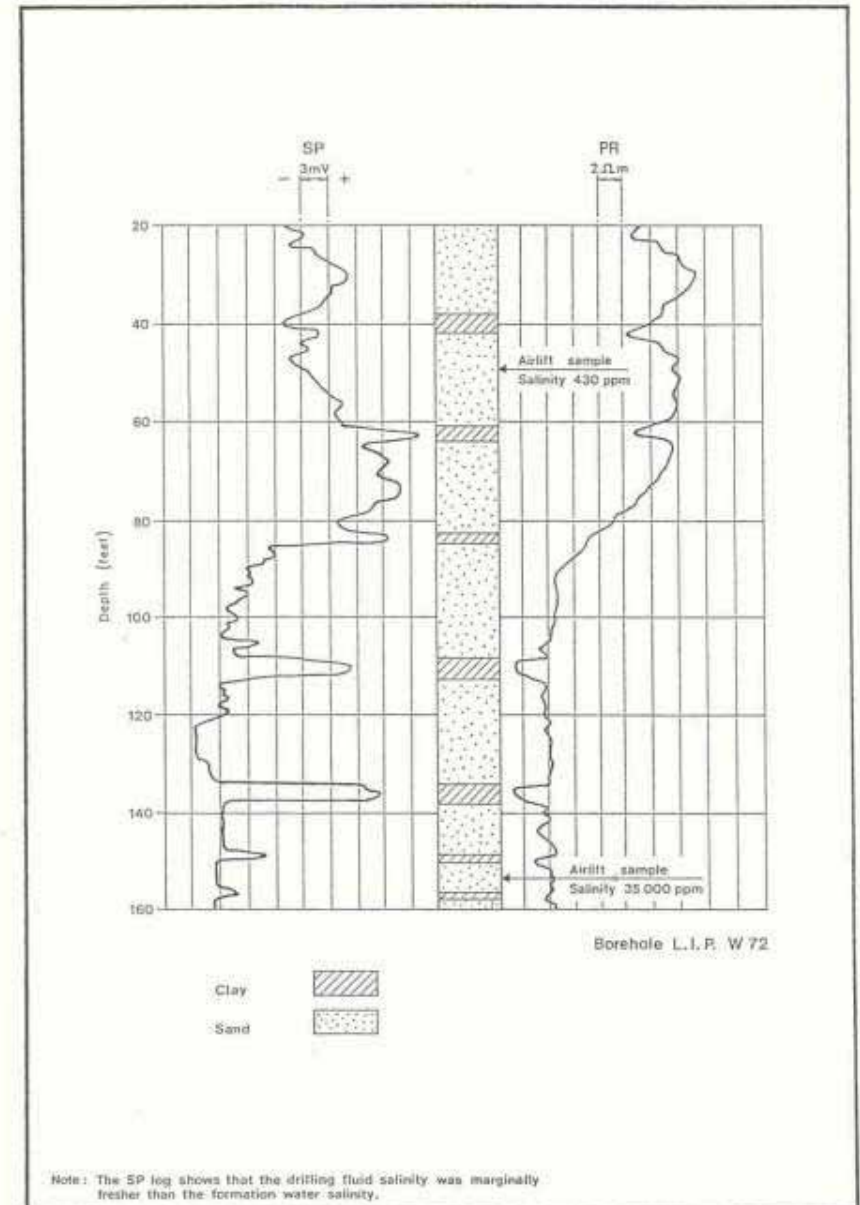 SP
3mV
- +
PR
2 Ωm
20
40
60
80
100
120
140
160
Depth (feet)
Airlift sample
Salinity 430 ppm
Airlift sample
Salinity 35 000 ppm
Borehole L.I.P. W 72
Clay
Sand
Note: The SP log shows that the drilling fluid salinity was marginally
fresher than the formation water salinity.